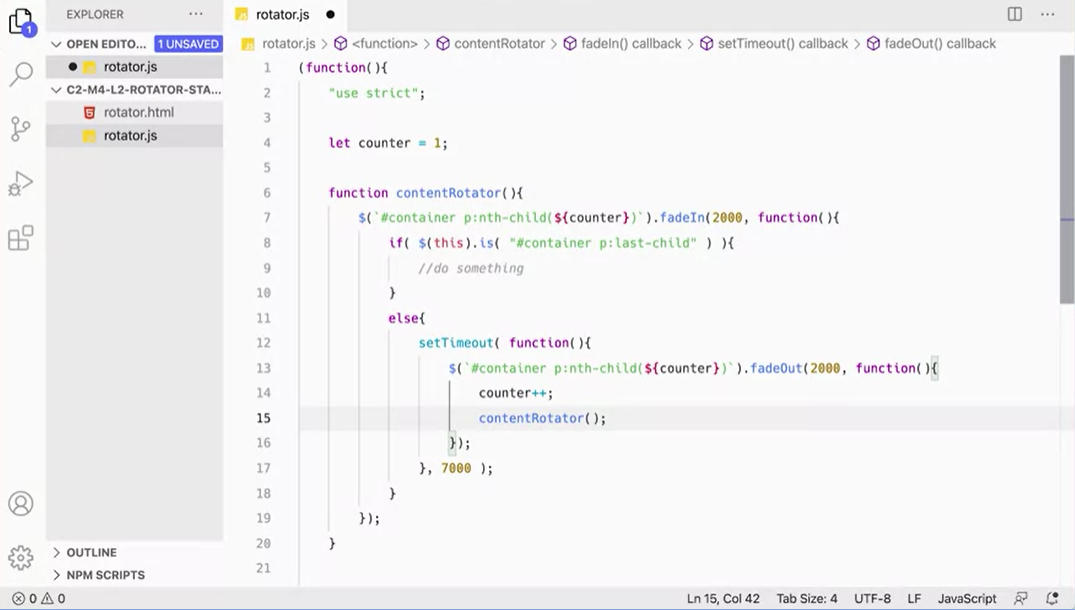 EXPLORER
···
rotator.js ●
1
OPEN EDITO... 1 UNSAVED
● rotator.js
C2-M4-L2-ROTATOR-STA...
rotator.html
rotator.js
OUTLINE
NPM SCRIPTS
rotator.js > <function> > contentRotator > fadeIn() callback > setTimeout() callback > fadeOut() callback
1 (function(){
2 "use strict";
3
4 let counter = 1;
5
6 function contentRotator(){
7 $(`#container p:nth-child(${counter})`).fadeIn(2000, function(){
8 if( $(this).is( "#container p:last-child" ) ){
9 //do something
10 }
11 else{
12 setTimeout( function(){
13 $(`#container p:nth-child(${counter})`).fadeOut(2000, function(){
14 counter++;
15 contentRotator();
16 });
17 }, 7000 );
18 }
19 });
20 }
21
0 0
Ln 15, Col 42 Tab Size: 4 UTF-8 LF JavaScript